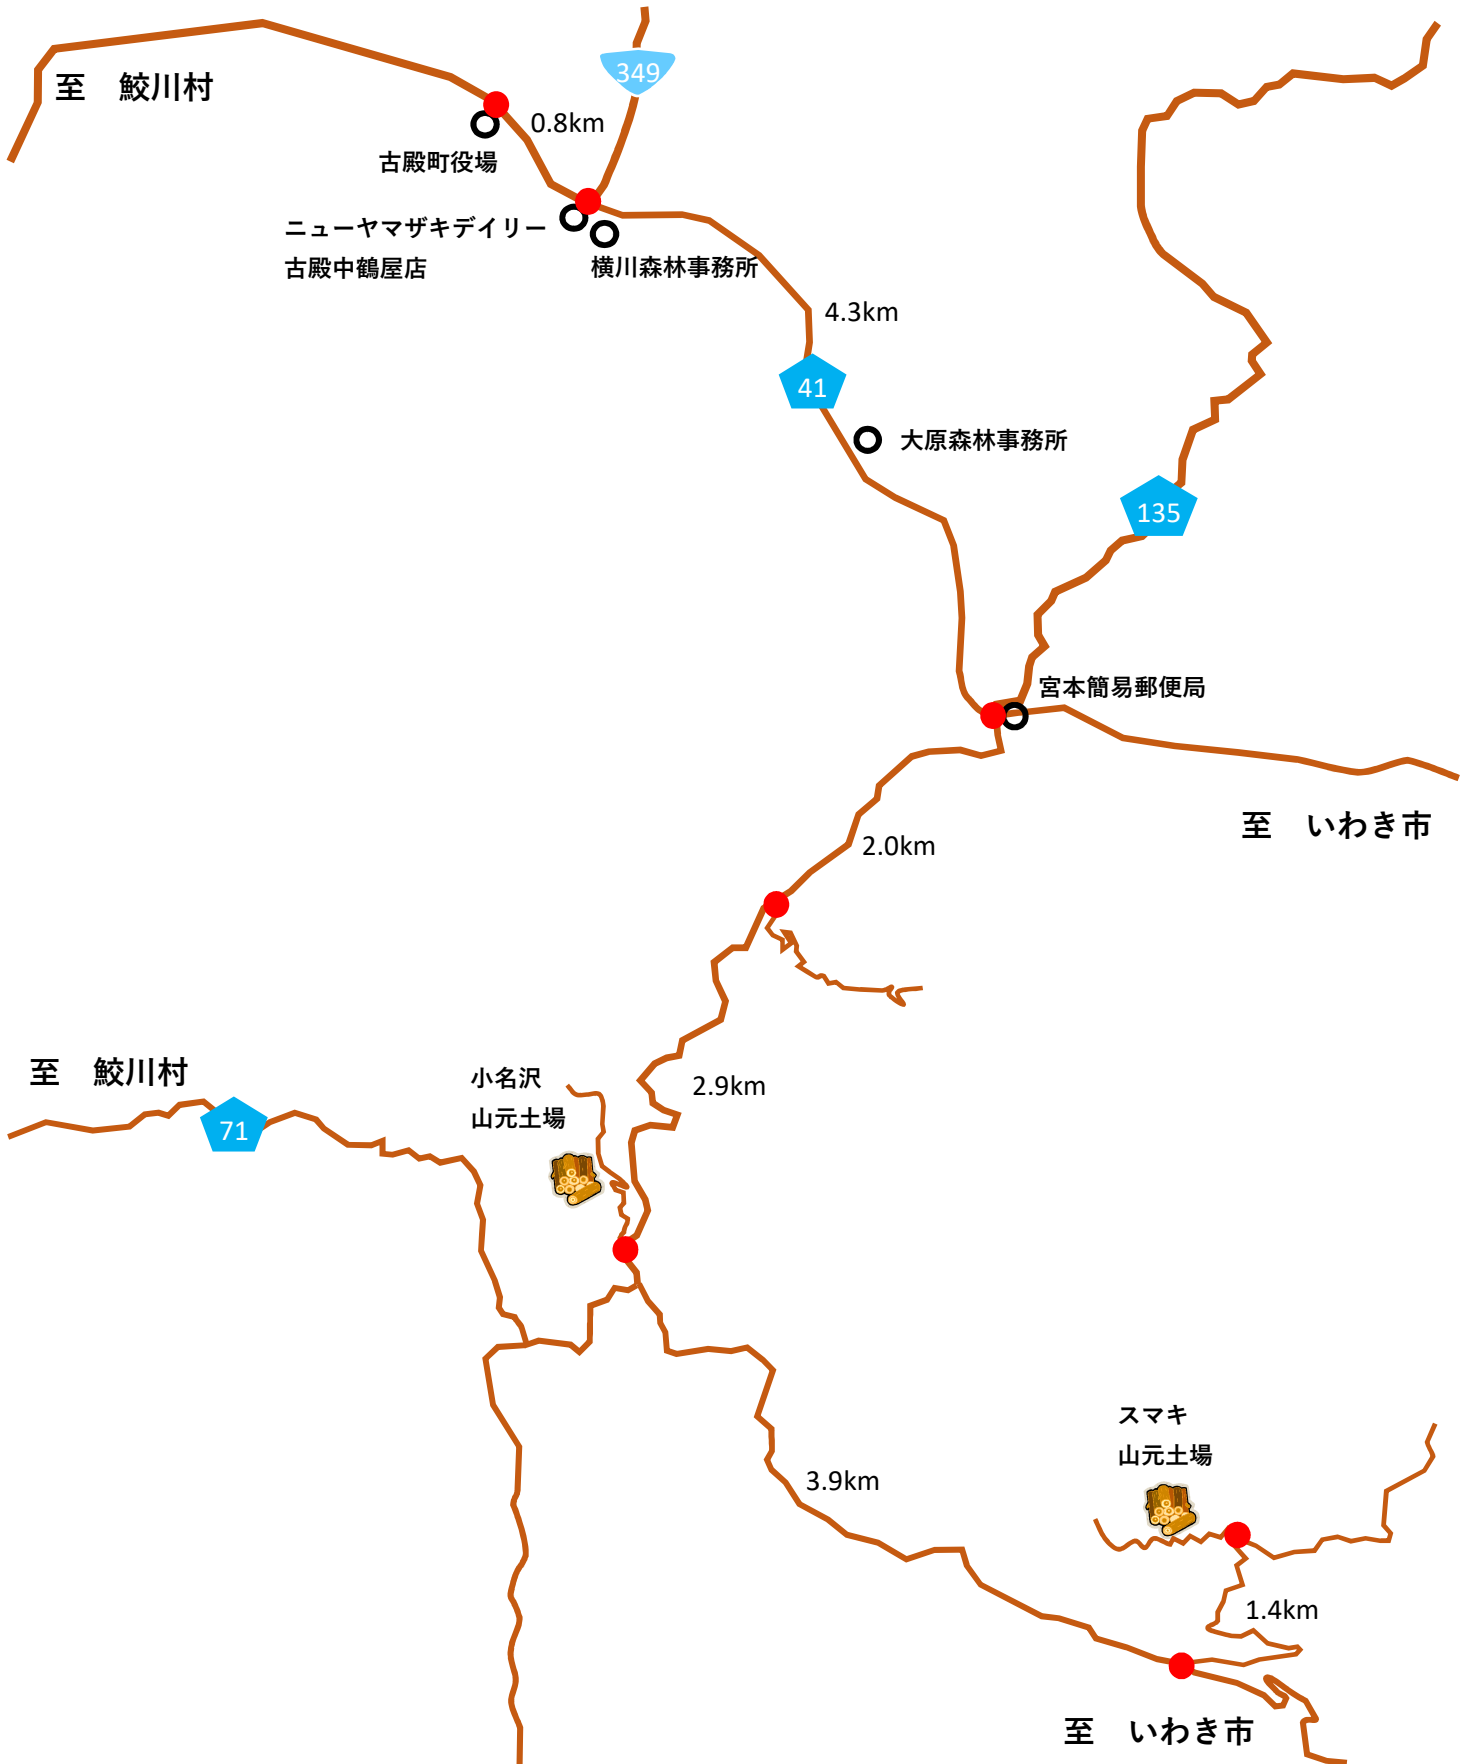 349
至　鮫川村
0.8km
古殿町役場
ニューヤマザキデイリー
古殿中鶴屋店
横川森林事務所
4.3km
41
大原森林事務所
135
宮本簡易郵便局
至　いわき市
2.0km
至　鮫川村
小名沢
山元土場
2.9km
71
スマキ
山元土場
3.9km
1.4km
至　いわき市